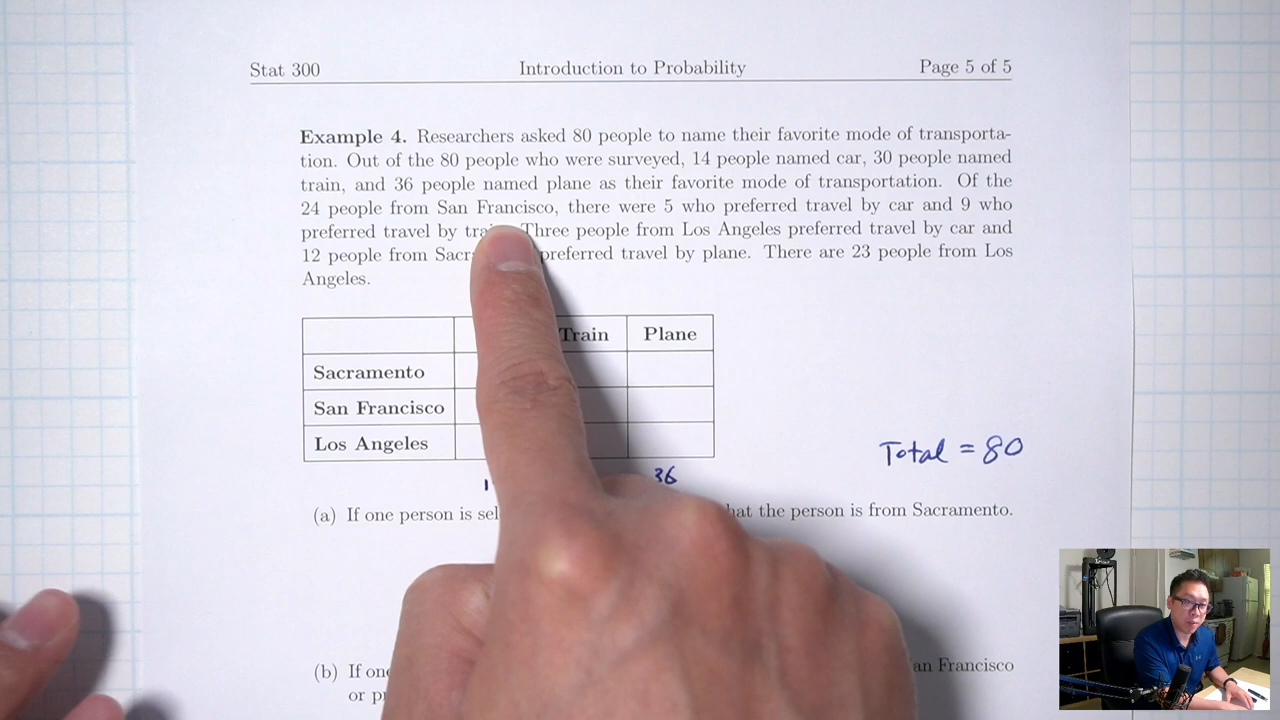 Stat 300 Introduction to Probability Page 5 of 5
Example 4. Researchers asked 80 people to name their favorite mode of transporta-
tion. Out of the 80 people who were surveyed, 14 people named car, 30 people named
train, and 36 people named plane as their favorite mode of transportation. Of the
24 people from San Francisco, there were 5 who preferred travel by car and 9 who
preferred travel by Three people from Los Angeles preferred travel by car and
12 people from preferred travel by plane. There are 23 people from Los
Angeles.
Train Plane
Sacramento
San Francisco
Los Angeles
Total = 80
36
(a) If one person is that the person is from Sacramento.
(b) If San Francisco
or